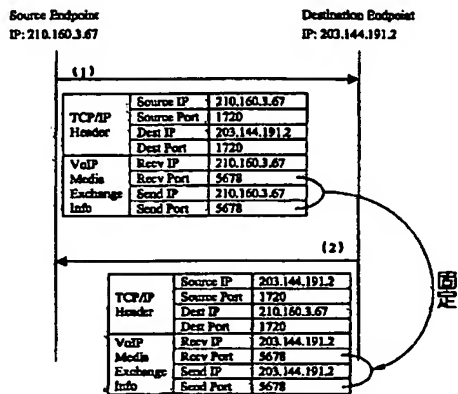 Source Endpoint
IP: 210.160.3.67
Destination Endpoint
IP: 203.144.191.2
(1)
TCP/IP Header
Source IP 210.160.3.67
Source Port 1720
Dest IP 203.144.191.2
Dest Port 1720
VoIP Media Exchange Info
Recv IP 210.160.3.67
Recv Port 5678
Send IP 210.160.3.67
Send Port 5678
(2)
固定
TCP/IP Header
Source IP 203.144.191.2
Source Port 1720
Dest IP 210.160.3.67
Dest Port 1720
VoIP Media Exchange Info
Recv IP 203.144.191.2
Recv Port 5678
Send IP 203.144.191.2
Send Port 5678